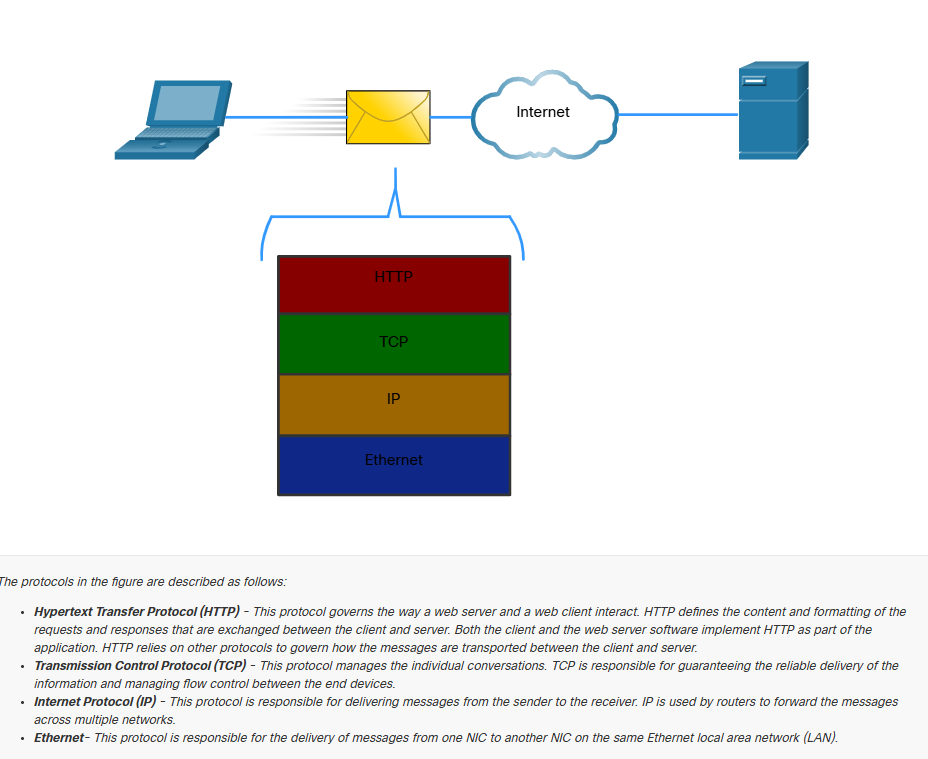 Internet
HTTP
TCP
IP
Ethernet
The protocols in the figure are described as follows:
• Hypertext Transfer Protocol (HTTP) – This protocol governs the way a web server and a web client interact. HTTP defines the content and formatting of the
requests and responses that are exchanged between the client and server. Both the client and the web server software implement HTTP as part of the
application. HTTP relies on other protocols to govern how the messages are transported between the client and server.
• Transmission Control Protocol (TCP) – This protocol manages the individual conversations. TCP is responsible for guaranteeing the reliable delivery of the
information and managing flow control between the end devices.
• Internet Protocol (IP) – This protocol is responsible for delivering messages from the sender to the receiver. IP is used by routers to forward the messages
across multiple networks.
• Ethernet– This protocol is responsible for the delivery of messages from one NIC to another NIC on the same Ethernet local area network (LAN).